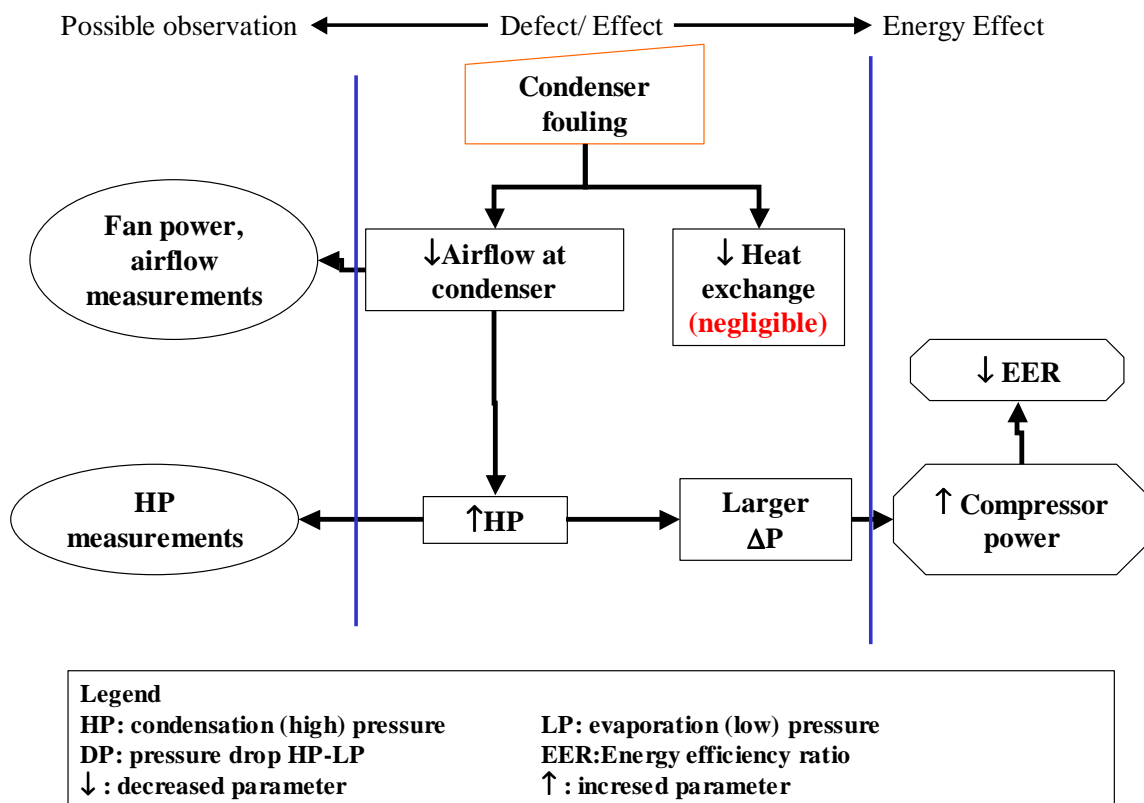 Possible observation
Defect/ Effect
Energy Effect
Condenser
fouling
Fan power,
airflow
measurements
↓Airflow at
condenser
↓ Heat
exchange
(negligible)
↓ EER
HP
measurements
↑HP
Larger
ΔP
↑ Compressor
power
Legend
HP: condensation (high) pressure
LP: evaporation (low) pressure
DP: pressure drop HP-LP
EER:Energy efficiency ratio
↓ : decreased parameter
↑ : incresed parameter